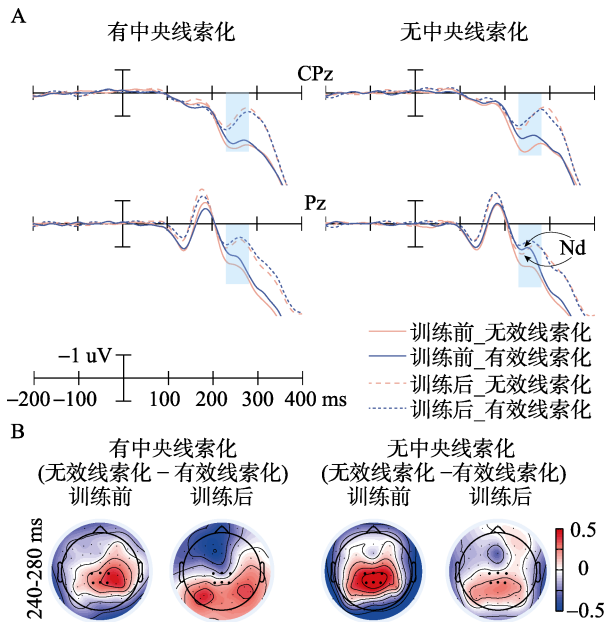 A
有中央线索化 无中央线索化
CPz
Pz
Nd
训练前_无效线索化
训练前_有效线索化
训练后_无效线索化
训练后_有效线索化
−1 uV
−200 −100 100 200 300 400 ms
B
有中央线索化 无中央线索化
(无效线索化 − 有效线索化) (无效线索化 −有效线索化)
训练前 训练后 训练前 训练后
240-280 ms
0.5
0
−0.5